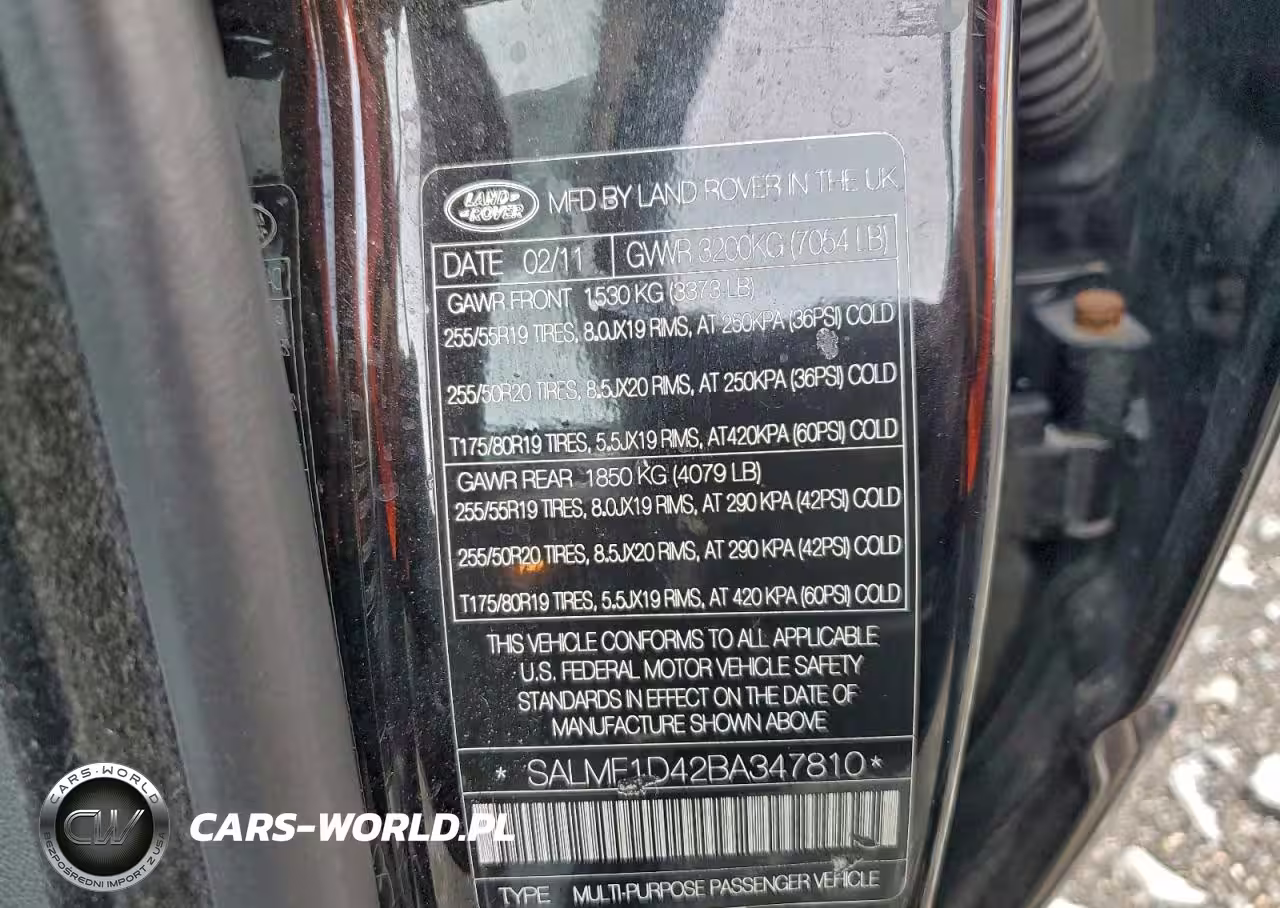 LAND ROVER
MFD BY LAND ROVER IN THE UK
DATE 02/11 GVWR 3200KG (7054 LB)
GAWR FRONT 1530 KG (3373 LB)
255/55R19 TIRES, 8.0JX19 RIMS, AT 250KPA (36PSI) COLD
255/50R20 TIRES, 8.5JX20 RIMS, AT 250KPA (36PSI) COLD
T175/80R19 TIRES, 5.5JX19 RIMS, AT420KPA (60PSI) COLD
GAWR REAR 1850 KG (4079 LB)
255/55R19 TIRES, 8.0JX19 RIMS, AT 290 KPA (42PSI) COLD
255/50R20 TIRES, 8.5JX20 RIMS, AT 290 KPA (42PSI) COLD
T175/80R19 TIRES, 5.5JX19 RIMS, AT 420 KPA (60PSI) COLD
THIS VEHICLE CONFORMS TO ALL APPLICABLE
U.S. FEDERAL MOTOR VEHICLE SAFETY
STANDARDS IN EFFECT ON THE DATE OF
MANUFACTURE SHOWN ABOVE
* SALMF1D42BA347810 *
TYPE MULTI-PURPOSE PASSENGER VEHICLE
CARS-WORLD
CW
BEZPOŚREDNI IMPORT Z USA
CARS-WORLD.PL